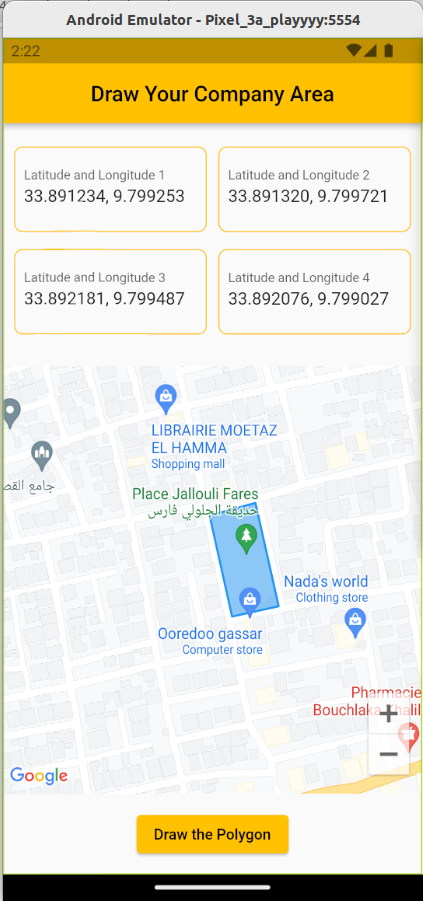 Android Emulator - Pixel_3a_playyyy:5554
2:22
Draw Your Company Area
Latitude and Longitude 1
33.891234, 9.799253
Latitude and Longitude 2
33.891320, 9.799721
Latitude and Longitude 3
33.892181, 9.799487
Latitude and Longitude 4
33.892076, 9.799027
LIBRAIRIE MOETAZ
EL HAMMA
Shopping mall
جامع القص
Place Jallouli Fares
حديقة الجلولي فارس
Nada's world
Clothing store
Ooredoo gassar
Computer store
Pharmacie
Bouchlaka Khalil
+
−
Google
Draw the Polygon